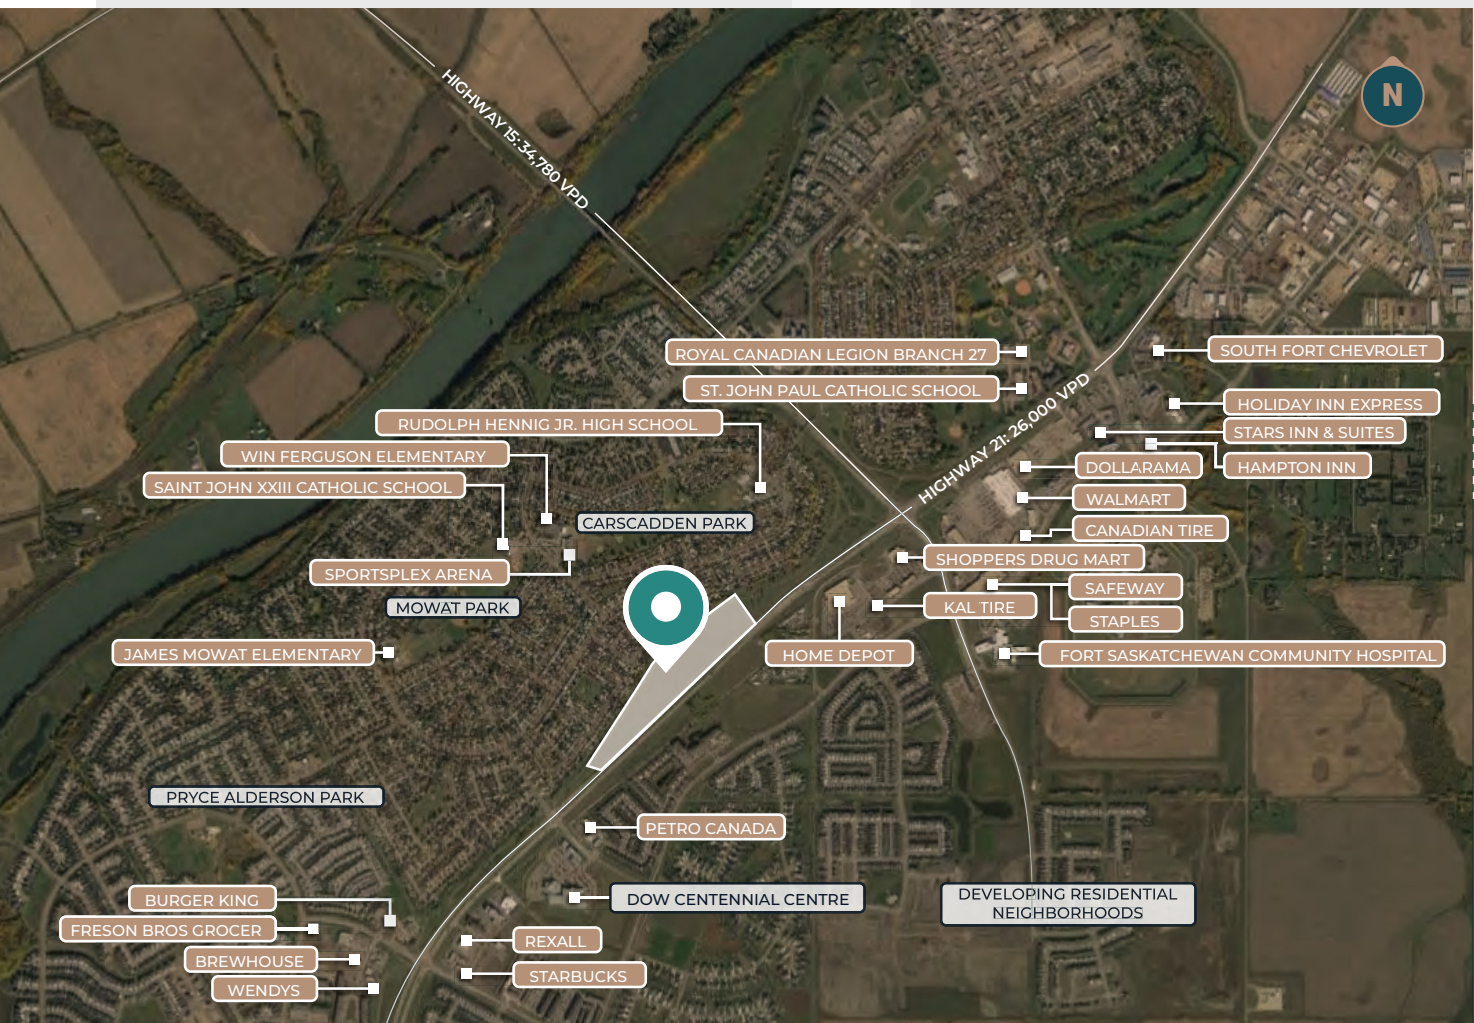 N
HIGHWAY 15:34,780 VPD
ROYAL CANADIAN LEGION BRANCH 27
SOUTH FORT CHEVROLET
ST. JOHN PAUL CATHOLIC SCHOOL
HIGHWAY 21: 26,000 VPD
HOLIDAY INN EXPRESS
RUDOLPH HENNIG JR. HIGH SCHOOL
STARS INN & SUITES
WIN FERGUSON ELEMENTARY
DOLLARAMA
HAMPTON INN
SAINT JOHN XXIII CATHOLIC SCHOOL
WALMART
CARSCADDEN PARK
CANADIAN TIRE
SHOPPERS DRUG MART
SPORTSPLEX ARENA
SAFEWAY
MOWAT PARK
KAL TIRE
STAPLES
JAMES MOWAT ELEMENTARY
HOME DEPOT
FORT SASKATCHEWAN COMMUNITY HOSPITAL
PRYCE ALDERSON PARK
PETRO CANADA
BURGER KING
DOW CENTENNIAL CENTRE
DEVELOPING RESIDENTIAL
NEIGHBORHOODS
FRESON BROS GROCER
REXALL
BREWHOUSE
STARBUCKS
WENDYS